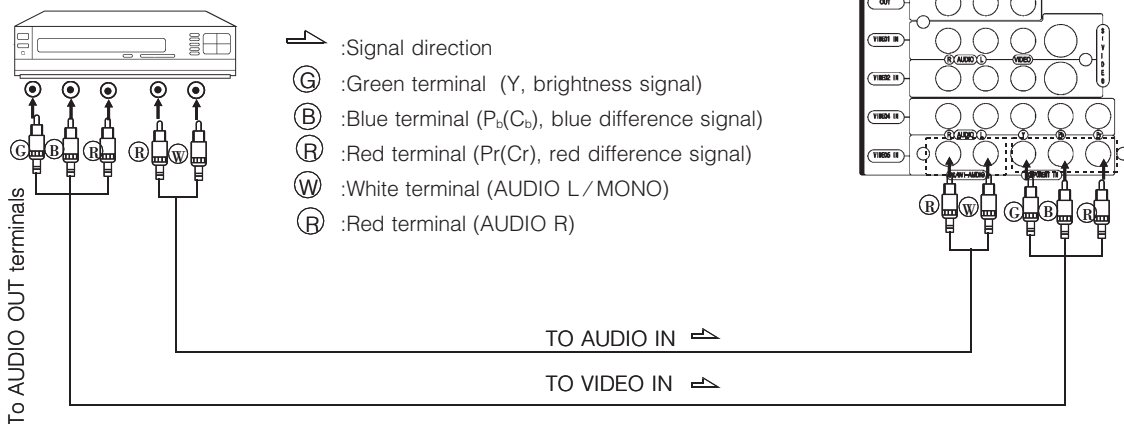 :Signal direction
G :Green terminal (Y, brightness signal)
B :Blue terminal (Pb(Cb), blue difference signal)
R :Red terminal (Pr(Cr), red difference signal)
W :White terminal (AUDIO L/MONO)
R :Red terminal (AUDIO R)
G B R R W
To AUDIO OUT terminals
OUT
VIDEO1 IN
R AUDIO L VIDEO
S-VIDEO
VIDEO2 IN
VIDEO4 IN
R AUDIO L Y
VIDEO5 IN
R W G B R
TO AUDIO IN
TO VIDEO IN